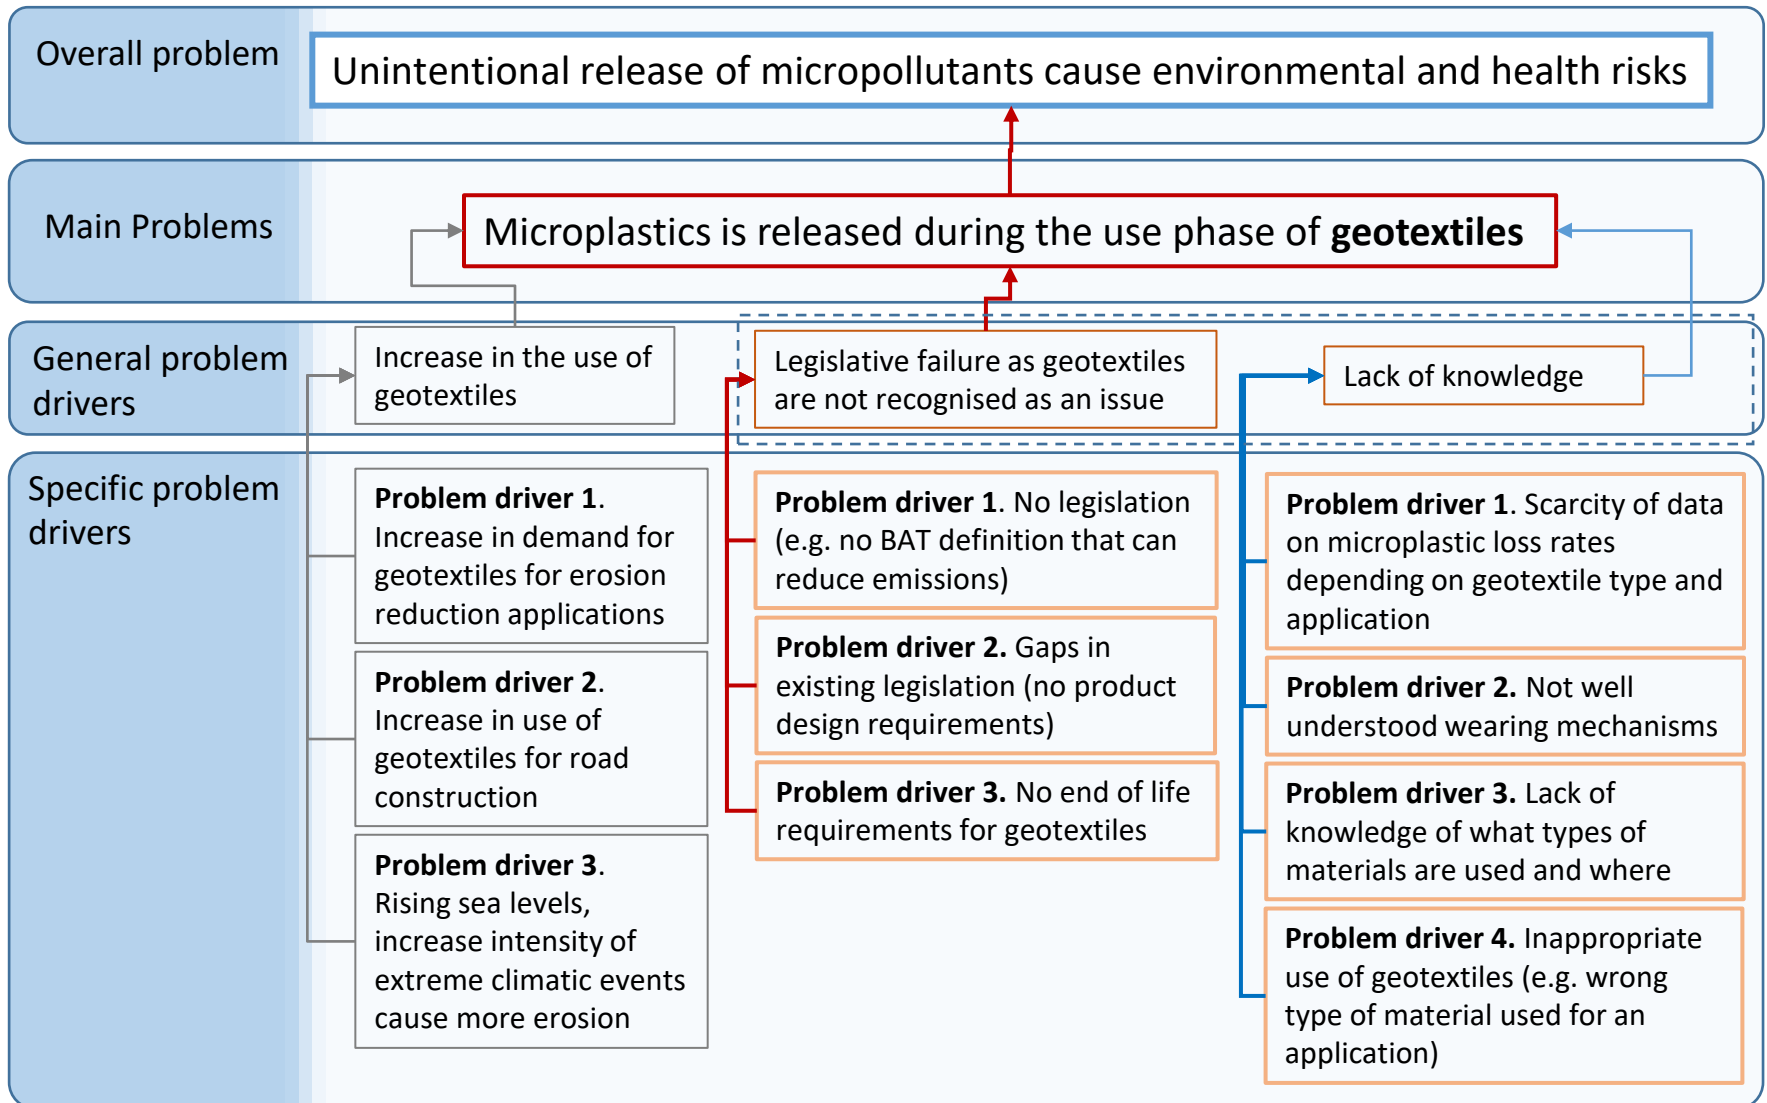 Overall problem
Unintentional release of micropollutants cause environmental and health risks
Main Problems
Microplastics is released during the use phase of geotextiles
General problem
drivers
Increase in the use of
geotextiles
Legislative failure as geotextiles
are not recognised as an issue
Lack of knowledge
Specific problem
drivers
Problem driver 1.
Increase in demand for
geotextiles for erosion
reduction applications
Problem driver 2.
Increase in use of
geotextiles for road
construction
Problem driver 3.
Rising sea levels,
increase intensity of
extreme climatic events
cause more erosion
Problem driver 1. No legislation
(e.g. no BAT definition that can
reduce emissions)
Problem driver 2. Gaps in
existing legislation (no product
design requirements)
Problem driver 3. No end of life
requirements for geotextiles
Problem driver 1. Scarcity of data
on microplastic loss rates
depending on geotextile type and
application
Problem driver 2. Not well
understood wearing mechanisms
Problem driver 3. Lack of
knowledge of what types of
materials are used and where
Problem driver 4. Inappropriate
use of geotextiles (e.g. wrong
type of material used for an
application)